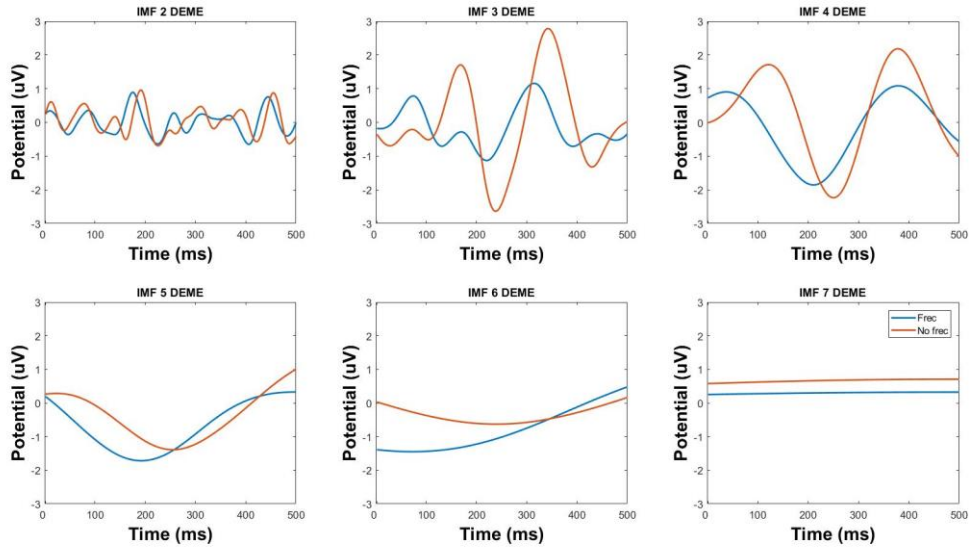 IMF 2 DEME
3
2
1
0
-1
-2
-3
Potential (uV)
0 100 200 300 400 500
Time (ms)
IMF 3 DEME
3
2
1
0
-1
-2
-3
Potential (uV)
0 100 200 300 400 500
Time (ms)
IMF 4 DEME
3
2
1
0
-1
-2
-3
Potential (uV)
0 100 200 300 400 500
Time (ms)
IMF 5 DEME
3
2
1
0
-1
-2
-3
Potential (uV)
0 100 200 300 400 500
Time (ms)
IMF 6 DEME
3
2
1
0
-1
-2
-3
Potential (uV)
0 100 200 300 400 500
Time (ms)
IMF 7 DEME
3
2
1
0
-1
-2
-3
Potential (uV)
Frec
No frec
0 100 200 300 400 500
Time (ms)